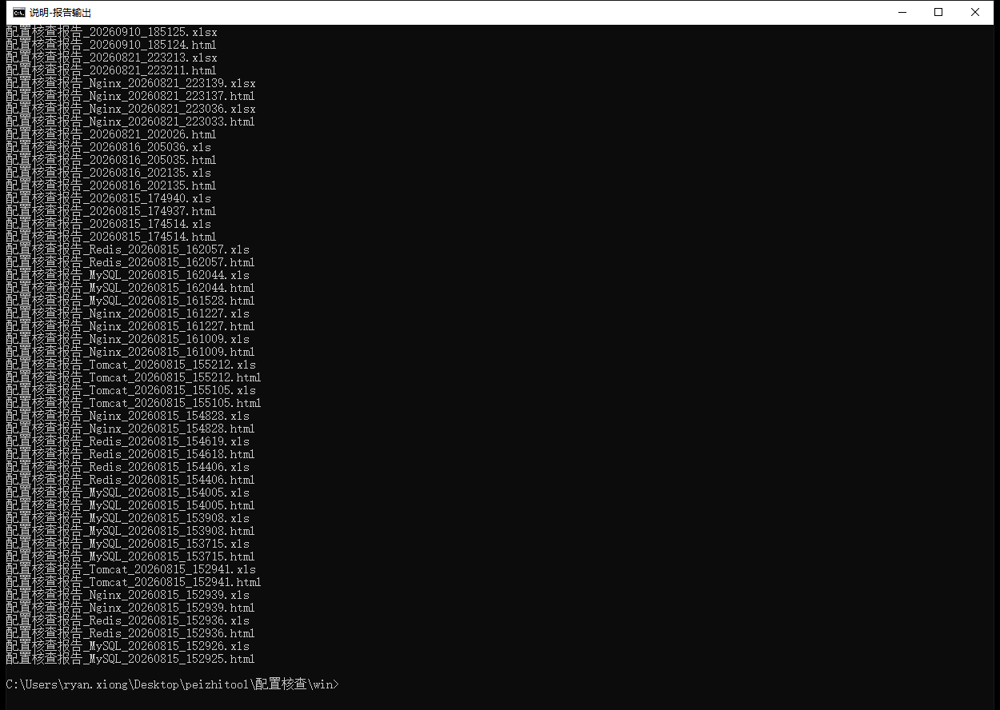 说明-报告输出
配置核查报告_20260910_185125.xlsx
配置核查报告_20260910_185124.html
配置核查报告_20260821_223213.xlsx
配置核查报告_20260821_223211.html
配置核查报告_Nginx_20260821_223139.xlsx
配置核查报告_Nginx_20260821_223137.html
配置核查报告_Nginx_20260821_223036.xlsx
配置核查报告_Nginx_20260821_223033.html
配置核查报告_20260821_202026.html
配置核查报告_20260816_205036.xls
配置核查报告_20260816_205035.html
配置核查报告_20260816_202135.xls
配置核查报告_20260816_202135.html
配置核查报告_20260815_174940.xls
配置核查报告_20260815_174937.html
配置核查报告_20260815_174514.xls
配置核查报告_20260815_174514.html
配置核查报告_Redis_20260815_162057.xls
配置核查报告_Redis_20260815_162057.html
配置核查报告_MySQL_20260815_162044.xls
配置核查报告_MySQL_20260815_162044.html
配置核查报告_MySQL_20260815_161528.html
配置核查报告_Nginx_20260815_161227.xls
配置核查报告_Nginx_20260815_161227.html
配置核查报告_Nginx_20260815_161009.xls
配置核查报告_Nginx_20260815_161009.html
配置核查报告_Tomcat_20260815_155212.xls
配置核查报告_Tomcat_20260815_155212.html
配置核查报告_Tomcat_20260815_155105.xls
配置核查报告_Tomcat_20260815_155105.html
配置核查报告_Nginx_20260815_154828.xls
配置核查报告_Nginx_20260815_154828.html
配置核查报告_Redis_20260815_154619.xls
配置核查报告_Redis_20260815_154618.html
配置核查报告_Redis_20260815_154406.xls
配置核查报告_Redis_20260815_154406.html
配置核查报告_MySQL_20260815_154005.xls
配置核查报告_MySQL_20260815_154005.html
配置核查报告_MySQL_20260815_153908.xls
配置核查报告_MySQL_20260815_153908.html
配置核查报告_MySQL_20260815_153715.xls
配置核查报告_MySQL_20260815_153715.html
配置核查报告_Tomcat_20260815_152941.xls
配置核查报告_Tomcat_20260815_152941.html
配置核查报告_Nginx_20260815_152939.xls
配置核查报告_Nginx_20260815_152939.html
配置核查报告_Redis_20260815_152936.xls
配置核查报告_Redis_20260815_152936.html
配置核查报告_MySQL_20260815_152926.xls
配置核查报告_MySQL_20260815_152925.html
C:\Users\ryan.xiong\Desktop\peizhitool\配置核查\win>